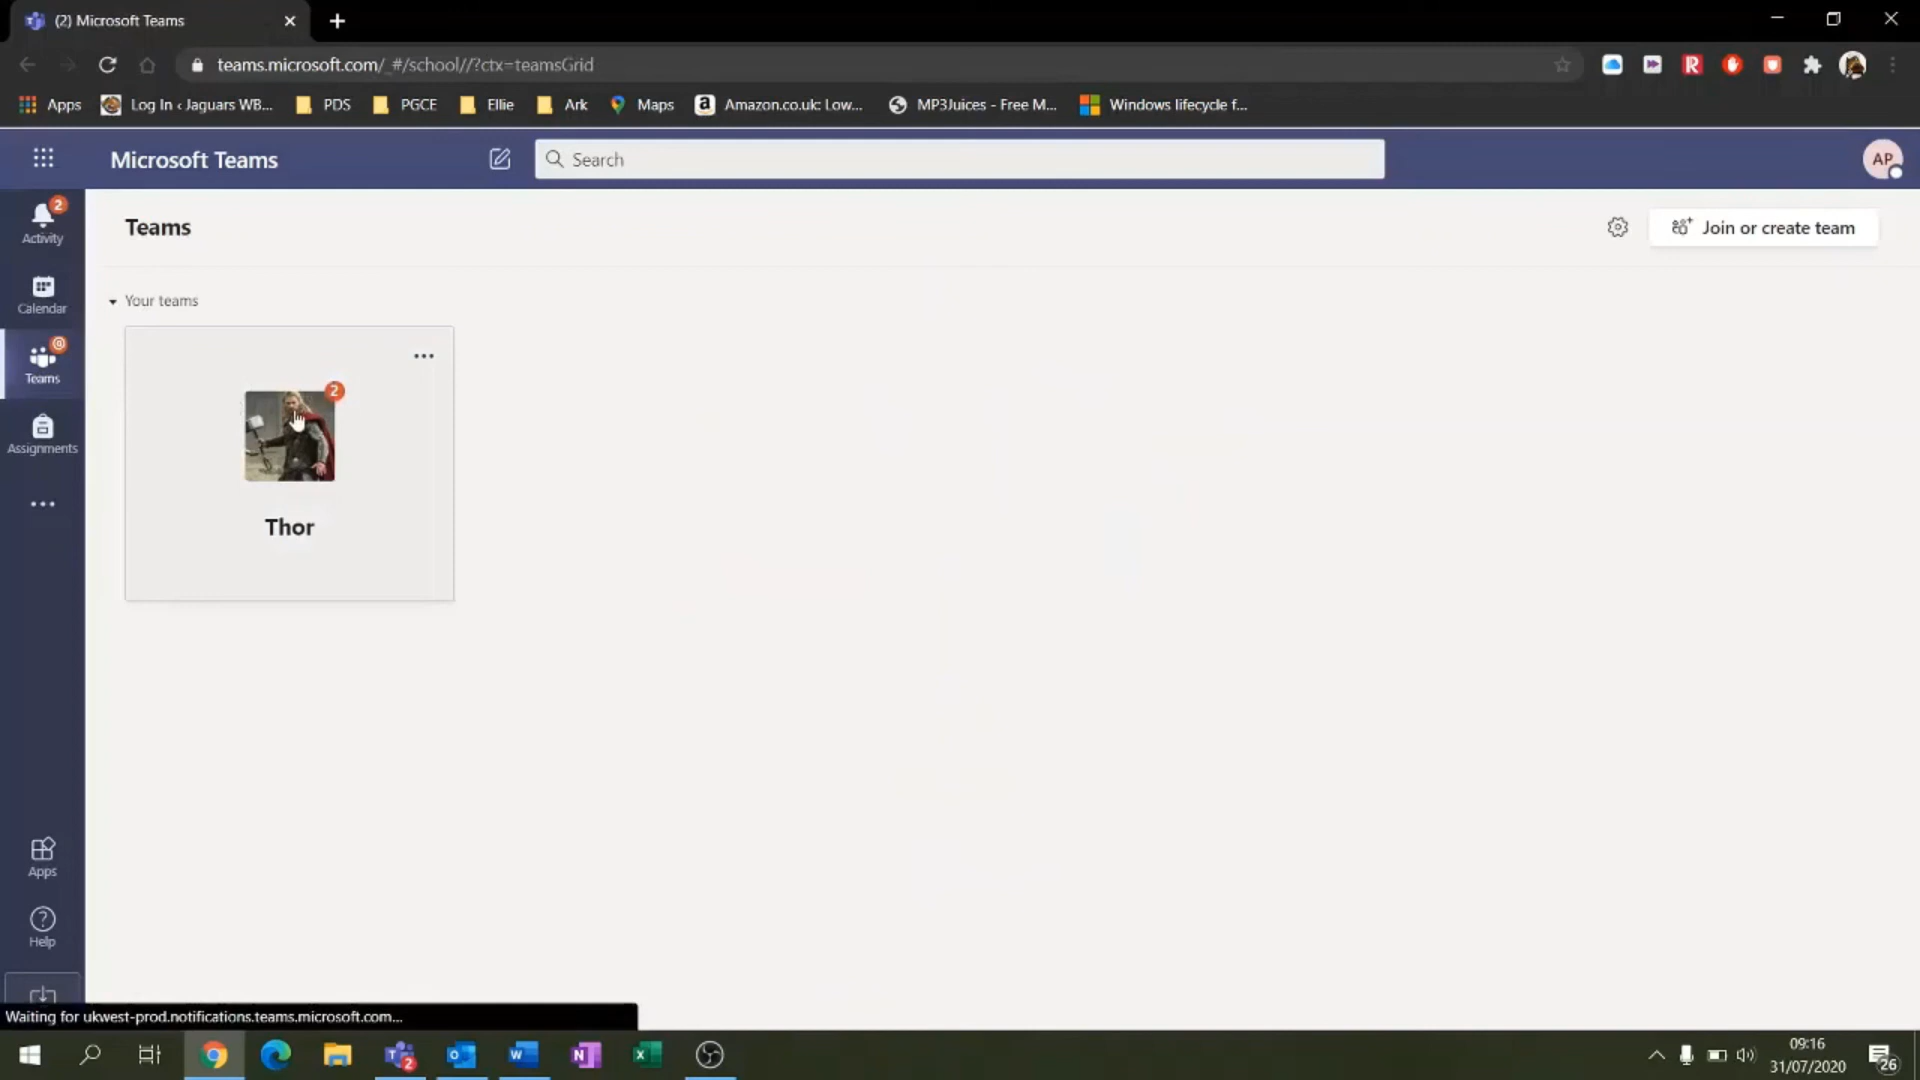 (2) Microsoft Teams
teams.microsoft.com/_#/school//?ctx=teamsGrid
Apps
Log In ‹ Jaguars WB...
PDS
PGCE
Ellie
Ark
Maps
Amazon.co.uk: Low...
MP3Juices - Free M...
Windows lifecycle f...
Microsoft Teams
Search
AP
2
Activity
Calendar
Teams
Assignments
Teams
Join or create team
Your teams
2
Thor
Apps
Help
Waiting for ukwest-prod.notifications.teams.microsoft.com...
2
09:16
31/07/2020
26